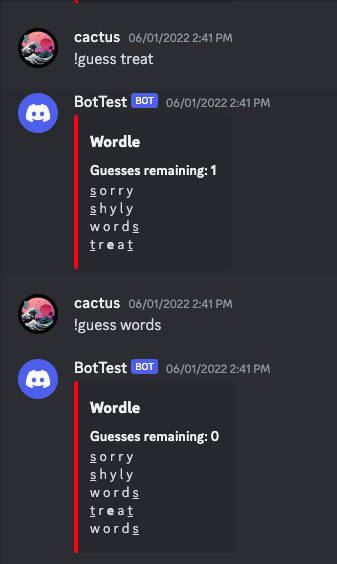 cactus 06/01/2022 2:41 PM
!guess treat
BotTest BOT 06/01/2022 2:41 PM
Wordle
Guesses remaining: 1
s o r r y
s h y l y
w o r d s
t r e a t
cactus 06/01/2022 2:41 PM
!guess words
BotTest BOT 06/01/2022 2:41 PM
Wordle
Guesses remaining: 0
s o r r y
s h y l y
w o r d s
t r e a t
w o r d s